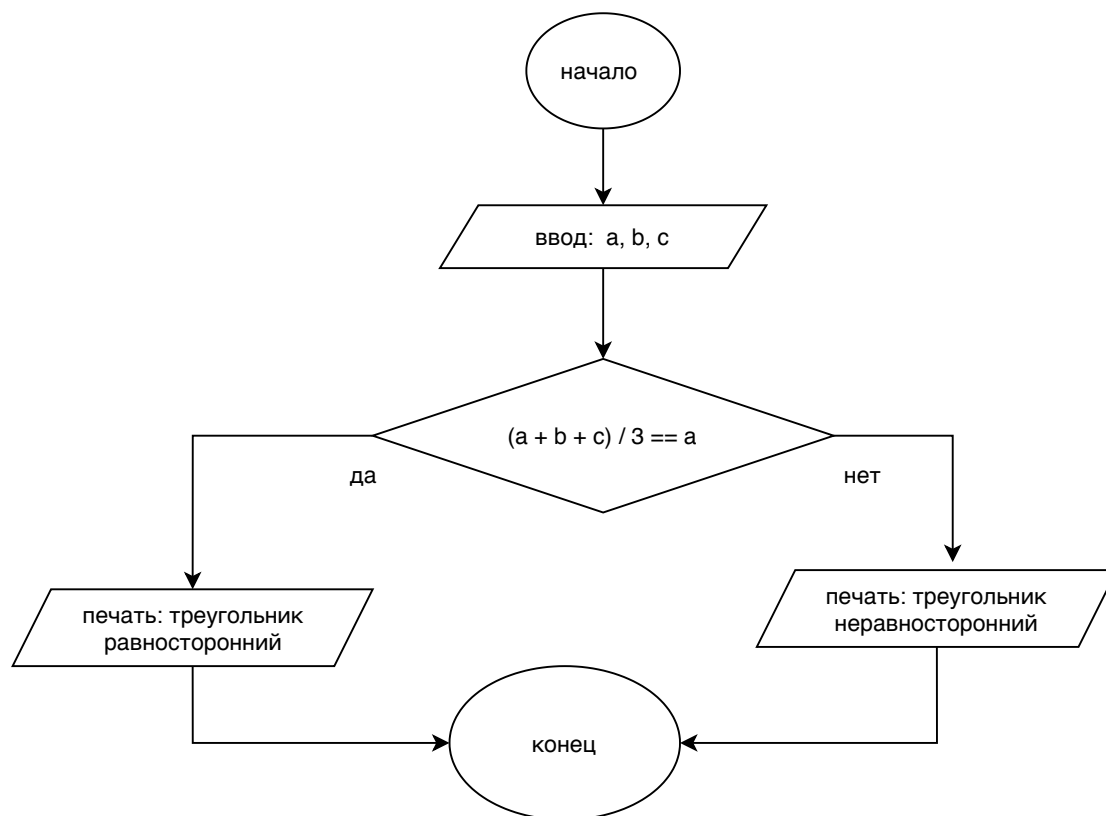 начало
ввод:  a, b, c
(a + b + c) / 3 == a
да
нет
печать: треугольник
равносторонний
печать: треугольник
неравносторонний
конец